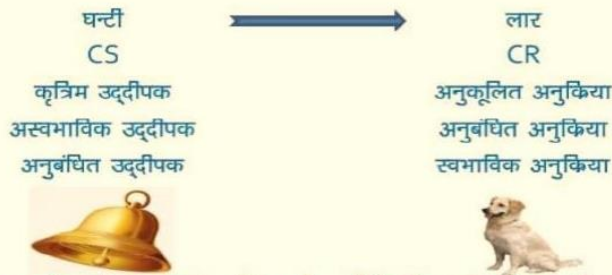 घन्टी लार
CS CR
कृत्रिम उद्दीपक अनुकूलित अनुक्रिया
अस्वभाविक उद्दीपक अनुबंधित अनुक्रिया
अनुबंधित उद्दीपक स्वभाविक अनुक्रिया